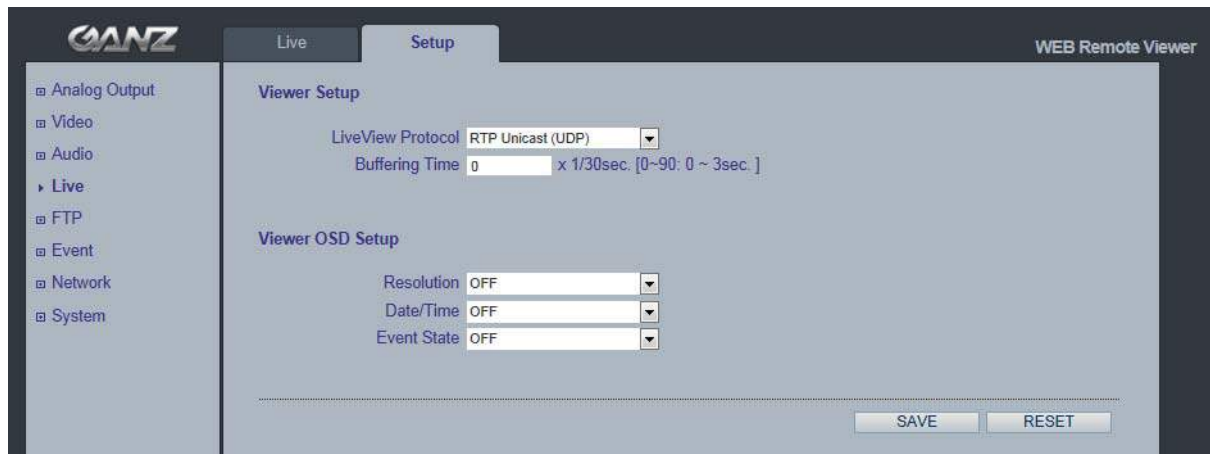 GANZ
Live
Setup
WEB Remote Viewer
Analog Output
Video
Audio
Live
FTP
Event
Network
System
Viewer Setup
LiveView Protocol RTP Unicast (UDP)
Buffering Time 0 x 1/30sec. [0~90: 0 ~ 3sec. ]
Viewer OSD Setup
Resolution OFF
Date/Time OFF
Event State OFF
SAVE RESET